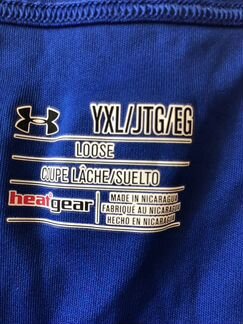 YXL/JTG/EG
LOOSE
COUPE LÂCHE/SUELTO
heatgear
MADE IN NICARAGUA
FABRIQUÉ AU NICARAGUA
HECHO EN NICARAGUA